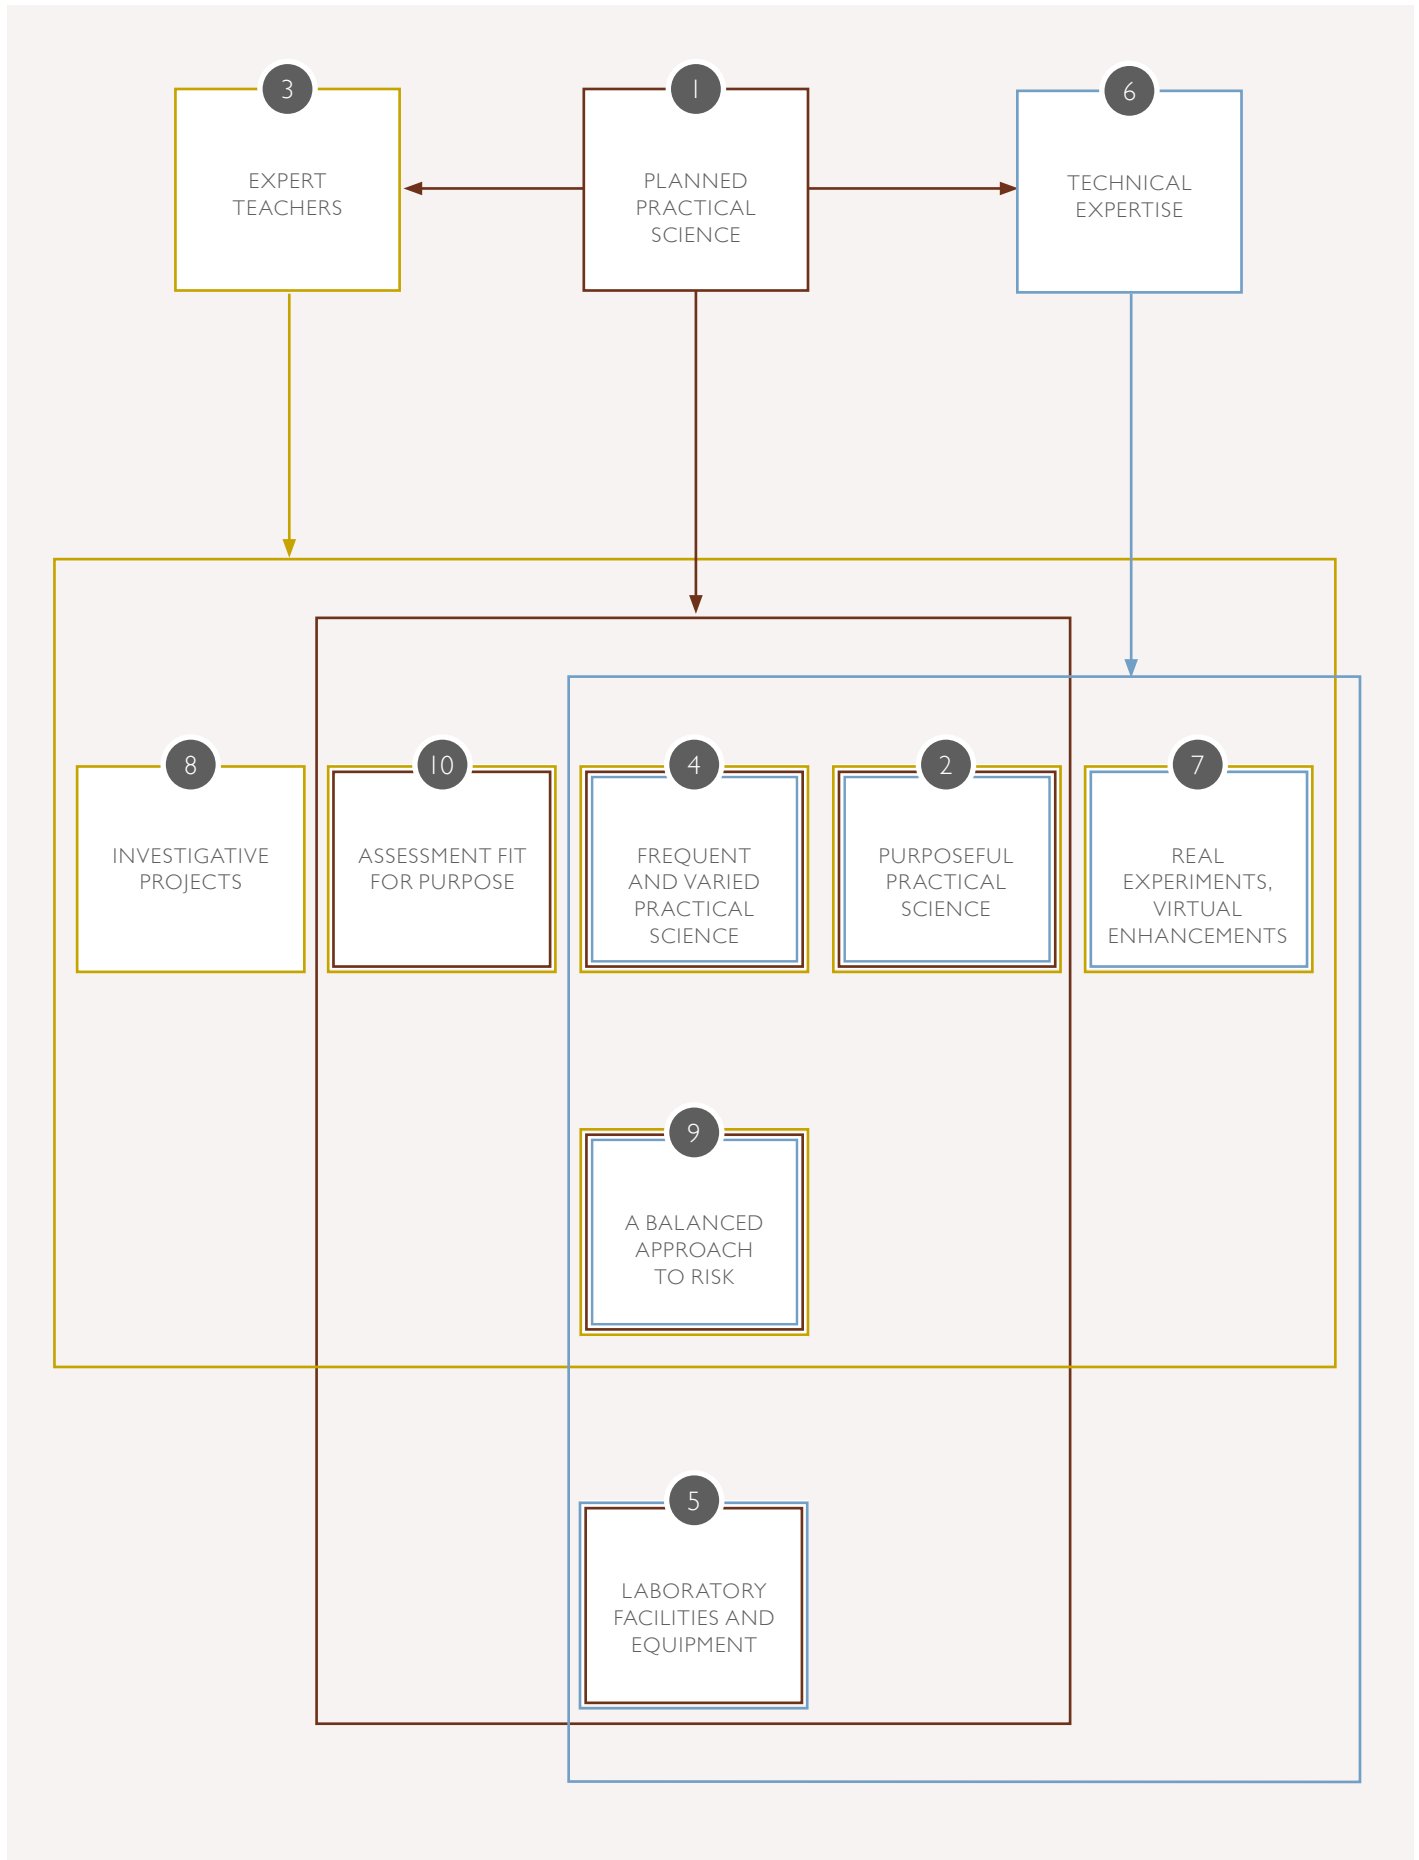 3
EXPERT
TEACHERS
1
PLANNED
PRACTICAL
SCIENCE
6
TECHNICAL
EXPERTISE
8
INVESTIGATIVE
PROJECTS
10
ASSESSMENT FIT
FOR PURPOSE
4
FREQUENT
AND VARIED
PRACTICAL
SCIENCE
2
PURPOSEFUL
PRACTICAL
SCIENCE
7
REAL
EXPERIMENTS,
VIRTUAL
ENHANCEMENTS
9
A BALANCED
APPROACH
TO RISK
5
LABORATORY
FACILITIES AND
EQUIPMENT